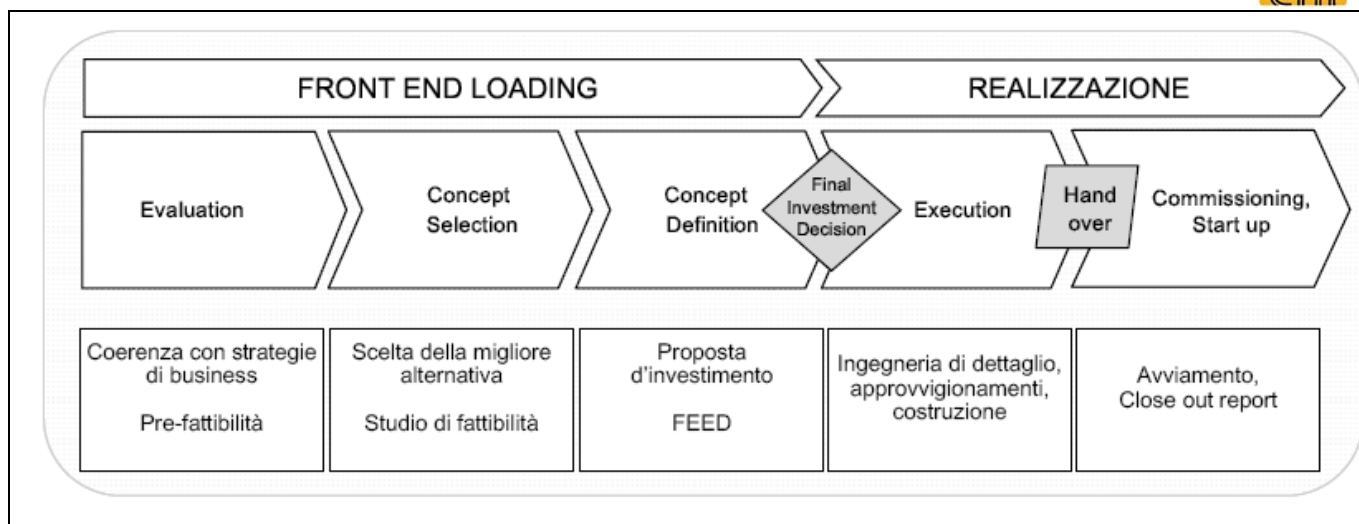 FRONT END LOADING
REALIZZAZIONE
Evaluation
Concept
Selection
Concept
Definition
Final
Investment
Decision
Execution
Hand
over
Commissioning,
Start up
Coerenza con strategie
di business
Pre-fattibilità
Scelta della migliore
alternativa
Studio di fattibilità
Proposta
d'investimento
FEED
Ingegneria di dettaglio,
approvvigionamenti,
costruzione
Avviamento,
Close out report